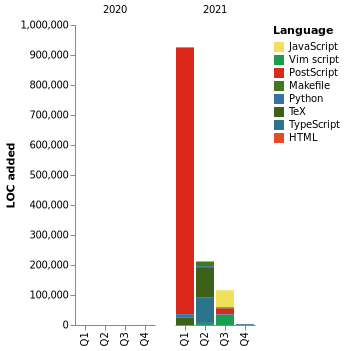 2020 2021
Language
JavaScript
Vim script
PostScript
Makefile
Python
TeX
TypeScript
HTML
LOC added
1,000,000
900,000
800,000
700,000
600,000
500,000
400,000
300,000
200,000
100,000
0
Q1 Q2 Q3 Q4 Q1 Q2 Q3 Q4